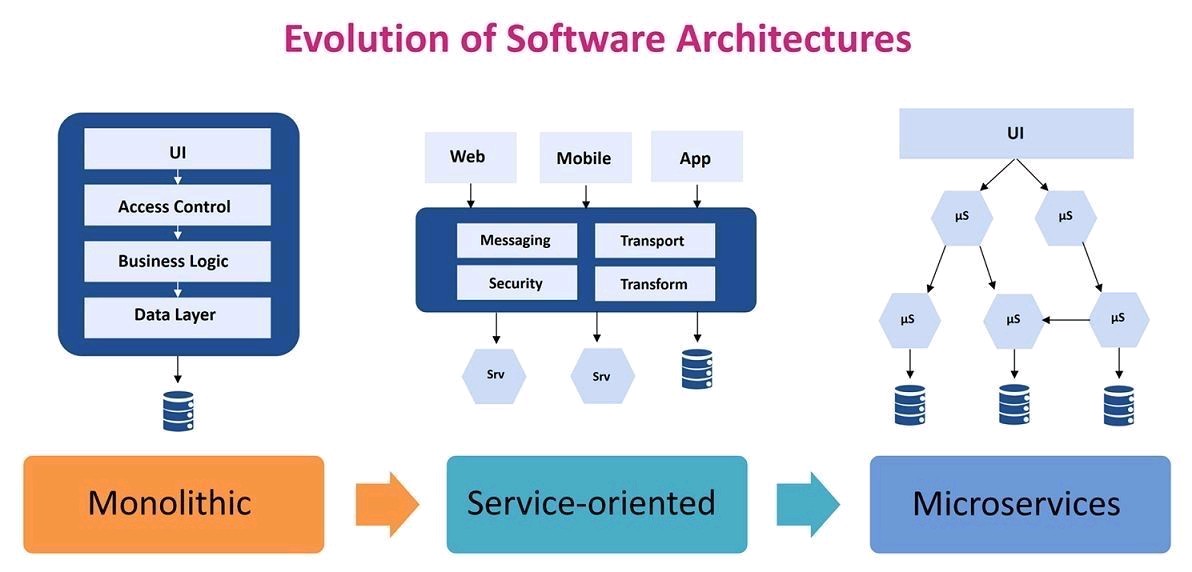 Evolution of Software Architectures
UI
Access Control
Business Logic
Data Layer
Web
Mobile
App
Messaging
Transport
Security
Transform
Srv
Srv
UI
µS
µS
µS
µS
µS
Monolithic
Service-oriented
Microservices